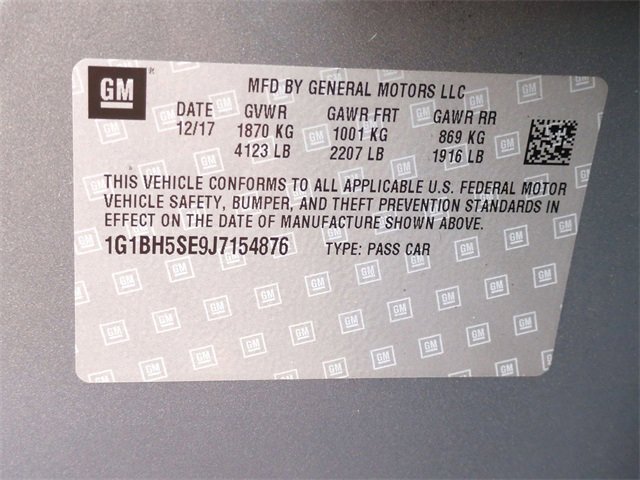 GM
MFD BY GENERAL MOTORS LLC
DATE GVWR GAWR FRT GAWR RR
12/17 1870 KG 1001 KG 869 KG
4123 LB 2207 LB 1916 LB
THIS VEHICLE CONFORMS TO ALL APPLICABLE U.S. FEDERAL MOTOR
VEHICLE SAFETY, BUMPER, AND THEFT PREVENTION STANDARDS IN
EFFECT ON THE DATE OF MANUFACTURE SHOWN ABOVE.
1G1BH5SE9J7154876 TYPE: PASS CAR